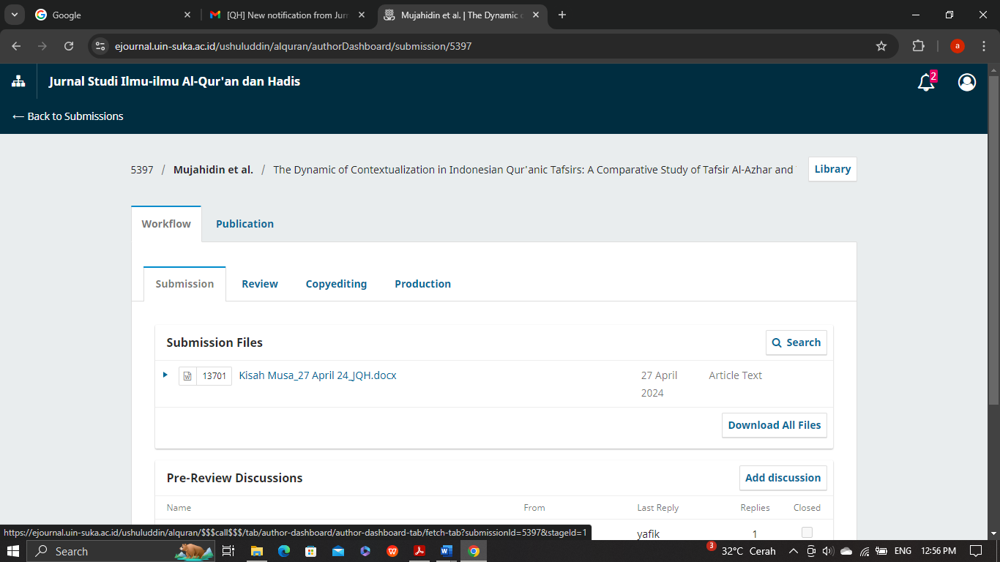 Google
[QH] New notification from Jur
Mujahidin et al. | The Dynamic
ejournal.uin-suka.ac.id/ushuluddin/alquran/authorDashboard/submission/5397
a
Jurnal Studi Ilmu-ilmu Al-Qur'an dan Hadis
2
← Back to Submissions
5397 / Mujahidin et al. / The Dynamic of Contextualization in Indonesian Qur'anic Tafsirs: A Comparative Study of Tafsir Al-Azhar and
Library
Workflow
Publication
Submission
Review
Copyediting
Production
Submission Files
Search
13701
Kisah Musa_27 April 24_JQH.docx
27 April
2024
Article Text
Download All Files
Pre-Review Discussions
Add discussion
Name
From
Last Reply
Replies
Closed
yafik
1
https://ejournal.uin-suka.ac.id/ushuluddin/alquran/$$$call$$$/tab/author-dashboard/author-dashboard-tab/fetch-tab?submissionId=5397&stageId=1
Search
3
32°C Cerah
ENG
12:56 PM